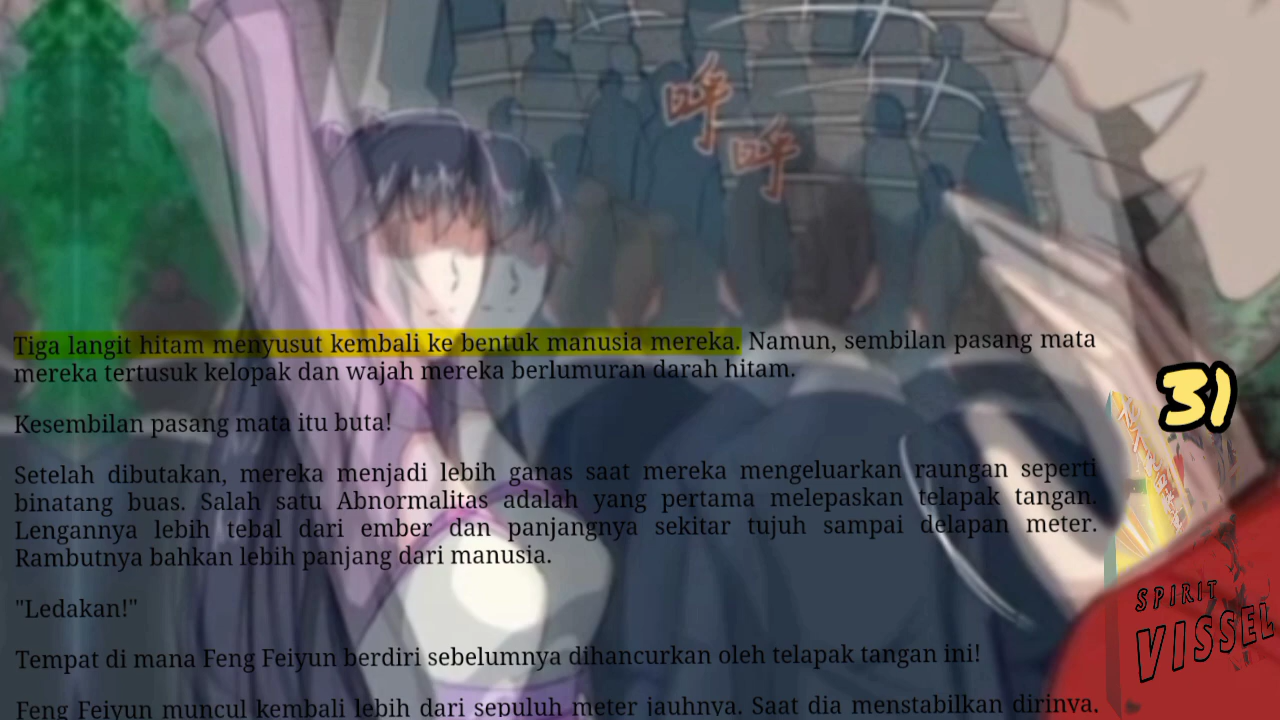 呼
呼
Tiga langit hitam menyusut kembali ke bentuk manusia mereka. Namun, sembilan pasang mata
mereka tertusuk kelopak dan wajah mereka berlumuran darah hitam.
Kesembilan pasang mata itu buta!
31
Setelah dibutakan, mereka menjadi lebih ganas saat mereka mengeluarkan raungan seperti
binatang buas. Salah satu Abnormalitas adalah yang pertama melepaskan telapak tangan.
Lengannya lebih tebal dari ember dan panjangnya sekitar tujuh sampai delapan meter.
Rambutnya bahkan lebih panjang dari manusia.
"Ledakan!"
SPIRIT
VISSEL
Tempat di mana Feng Feiyun berdiri sebelumnya dihancurkan oleh telapak tangan ini!
Feng Feiyun muncul kembali lebih dari sepuluh meter jauhnya. Saat dia menstabilkan dirinya,